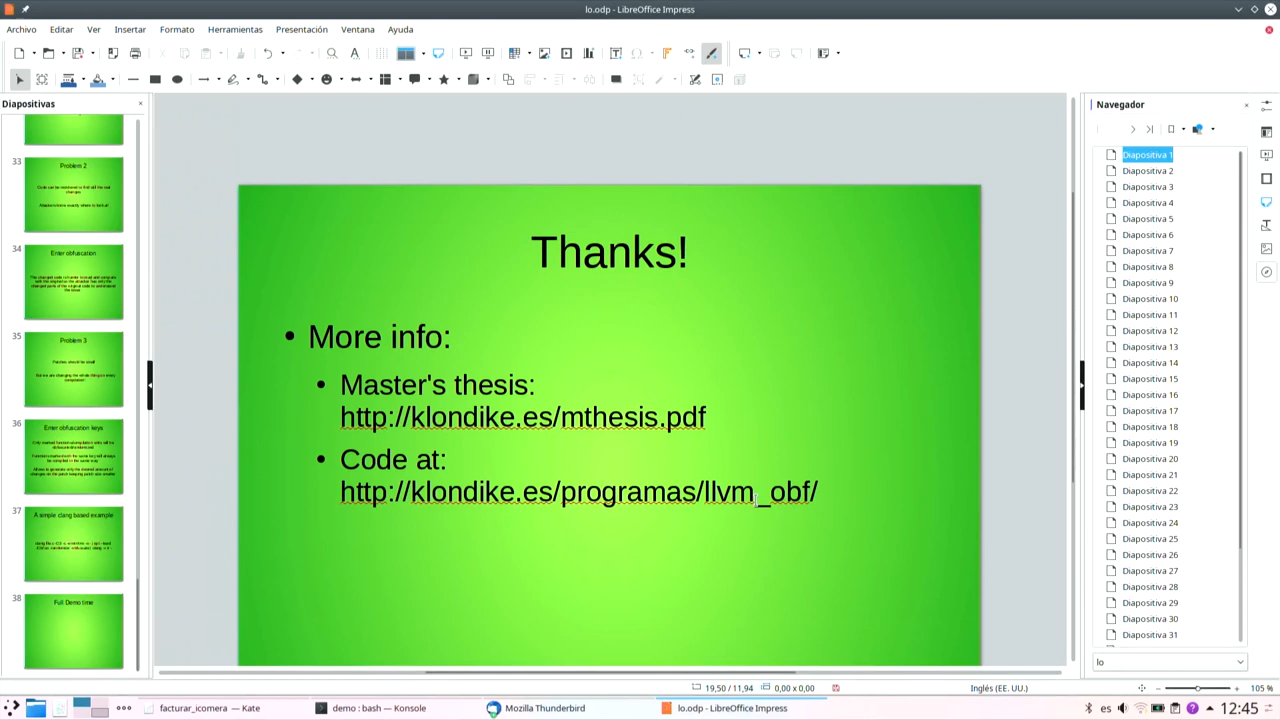 lo.odp - LibreOffice Impress
Archivo Editar Ver Insertar Formato Herramientas Presentación Ventana Ayuda
Diapositivas
33
Problem 2
34
Enter obfuscation
35
Problem 3
Patches should be small
36
Enter obfuscation keys
37
A simple clang based example
38
Full Demo time
Thanks!
• More info:
• Master's thesis:
http://klondike.es/mthesis.pdf
• Code at:
http://klondike.es/programas/llvm_obf/
Navegador
Diapositiva 1
Diapositiva 2
Diapositiva 3
Diapositiva 4
Diapositiva 5
Diapositiva 6
Diapositiva 7
Diapositiva 8
Diapositiva 9
Diapositiva 10
Diapositiva 11
Diapositiva 12
Diapositiva 13
Diapositiva 14
Diapositiva 15
Diapositiva 16
Diapositiva 17
Diapositiva 18
Diapositiva 19
Diapositiva 20
Diapositiva 21
Diapositiva 22
Diapositiva 23
Diapositiva 24
Diapositiva 25
Diapositiva 26
Diapositiva 27
Diapositiva 28
Diapositiva 29
Diapositiva 30
Diapositiva 31
lo
19,50 / 11,94 0,00 x 0,00 Inglés (EE. UU.) 105 %
facturar_icomera — Kate demo : bash — Konsole Mozilla Thunderbird lo.odp - LibreOffice Impress es 12:45